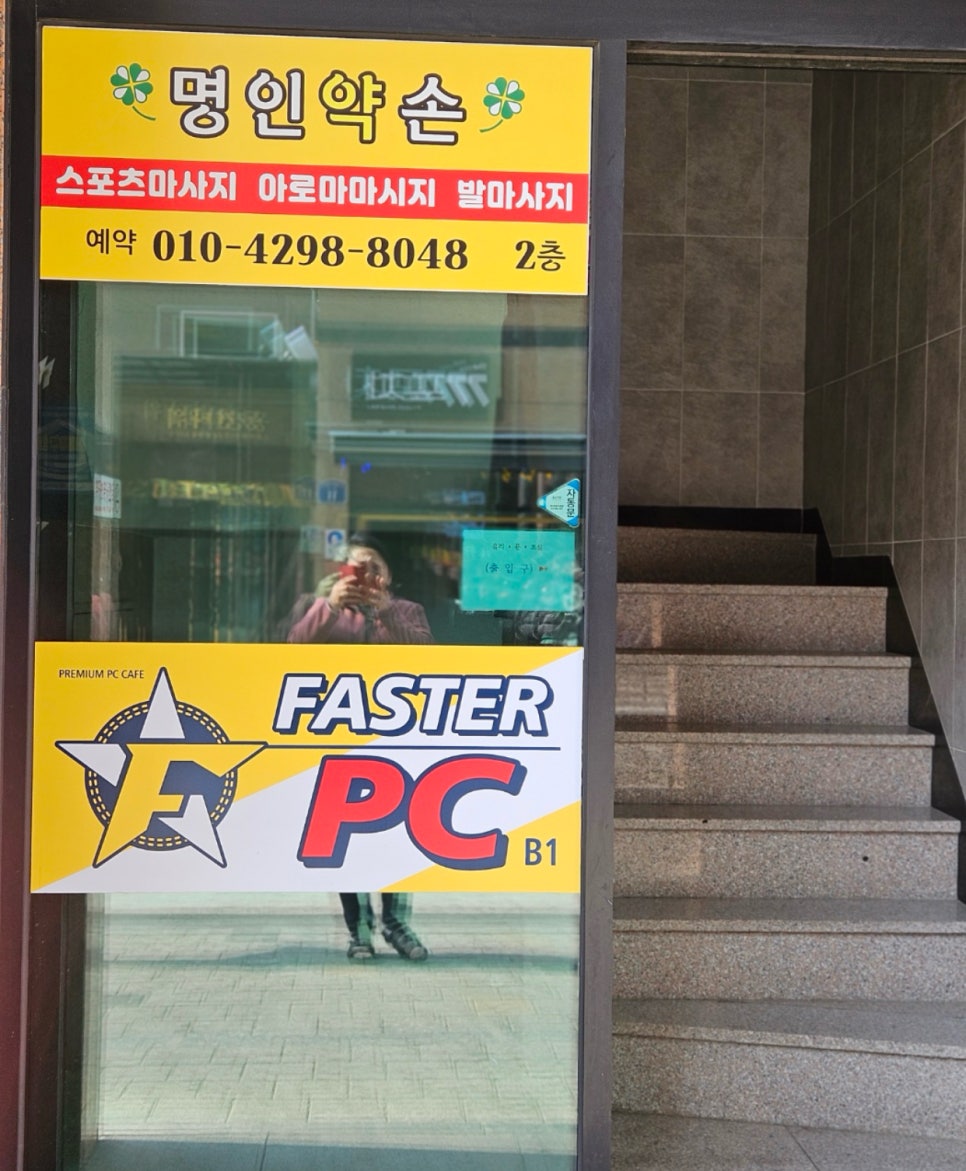 명인약손
스포츠마사지 아로마마시지 발마사지
예약 010-4298-8048 2층
자동문
(출 입 구)
PREMIUM PC CAFE
FASTER
F
PC
B1